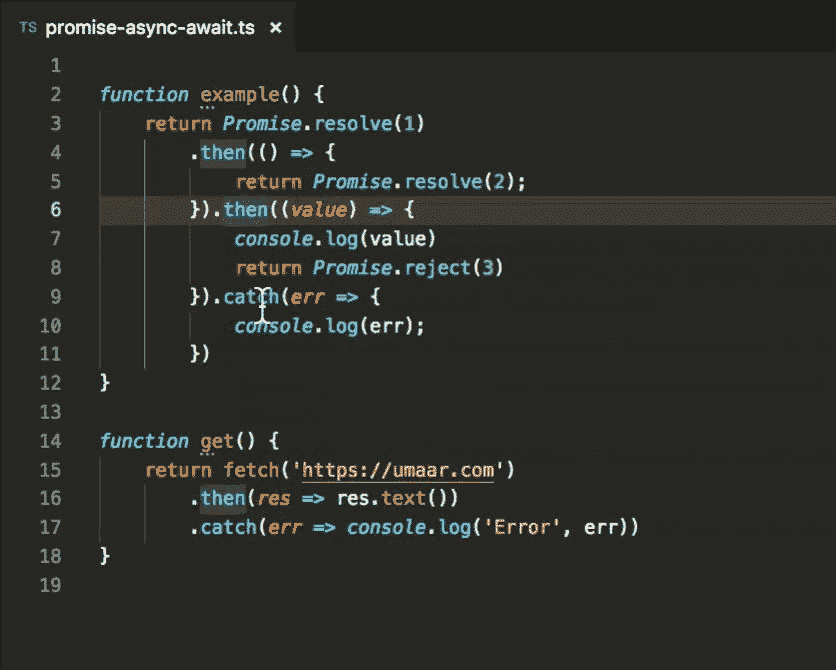 TS promise-async-await.ts ×
1
2 function example() {
3 return Promise.resolve(1)
4 .then(() => {
5 return Promise.resolve(2);
6 }).then((value) => {
7 console.log(value)
8 return Promise.reject(3)
9 }).catch(err => {
10 console.log(err);
11 })
12 }
13
14 function get() {
15 return fetch('https://umaar.com')
16 .then(res => res.text())
17 .catch(err => console.log('Error', err))
18 }
19